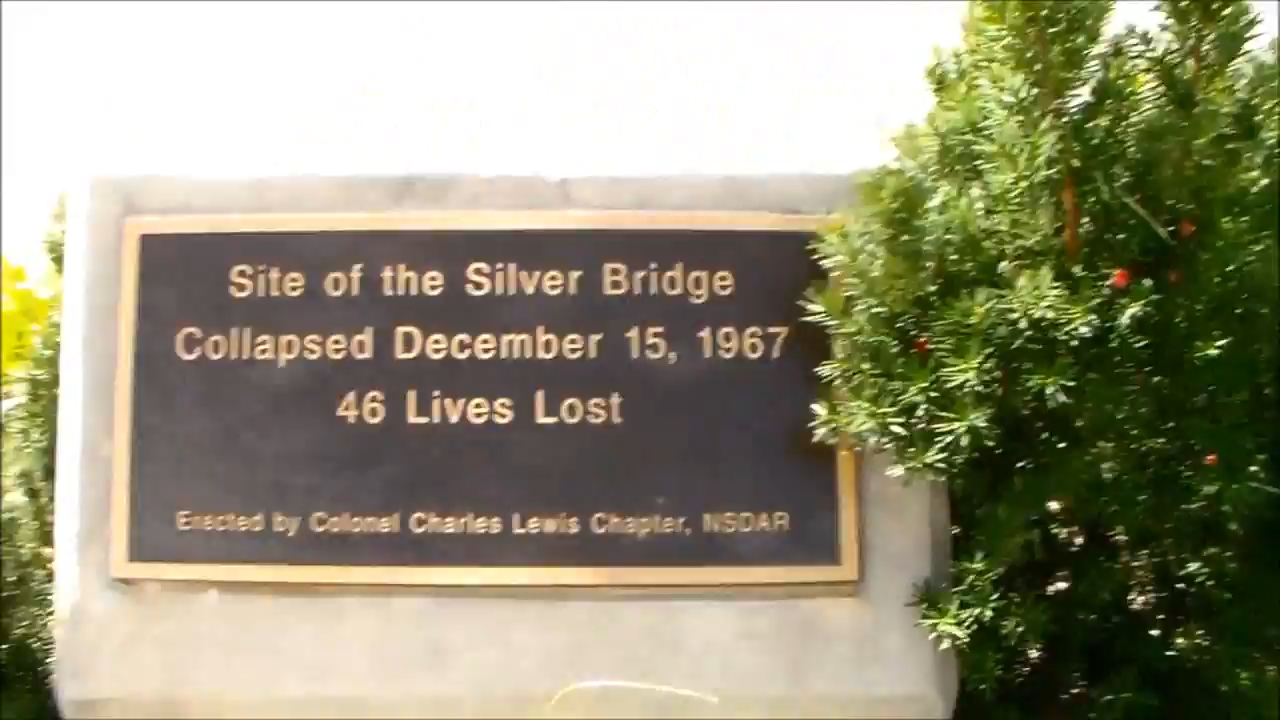 Site of the Silver Bridge
Collapsed December 15, 1967
46 Lives Lost
Erected by Colonel Charles Lewis Chapter, NSDAR